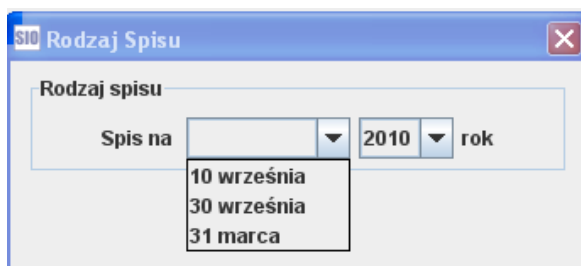 SIO Rodzaj Spisu
Rodzaj spisu
Spis na 2010 rok
10 września
30 września
31 marca